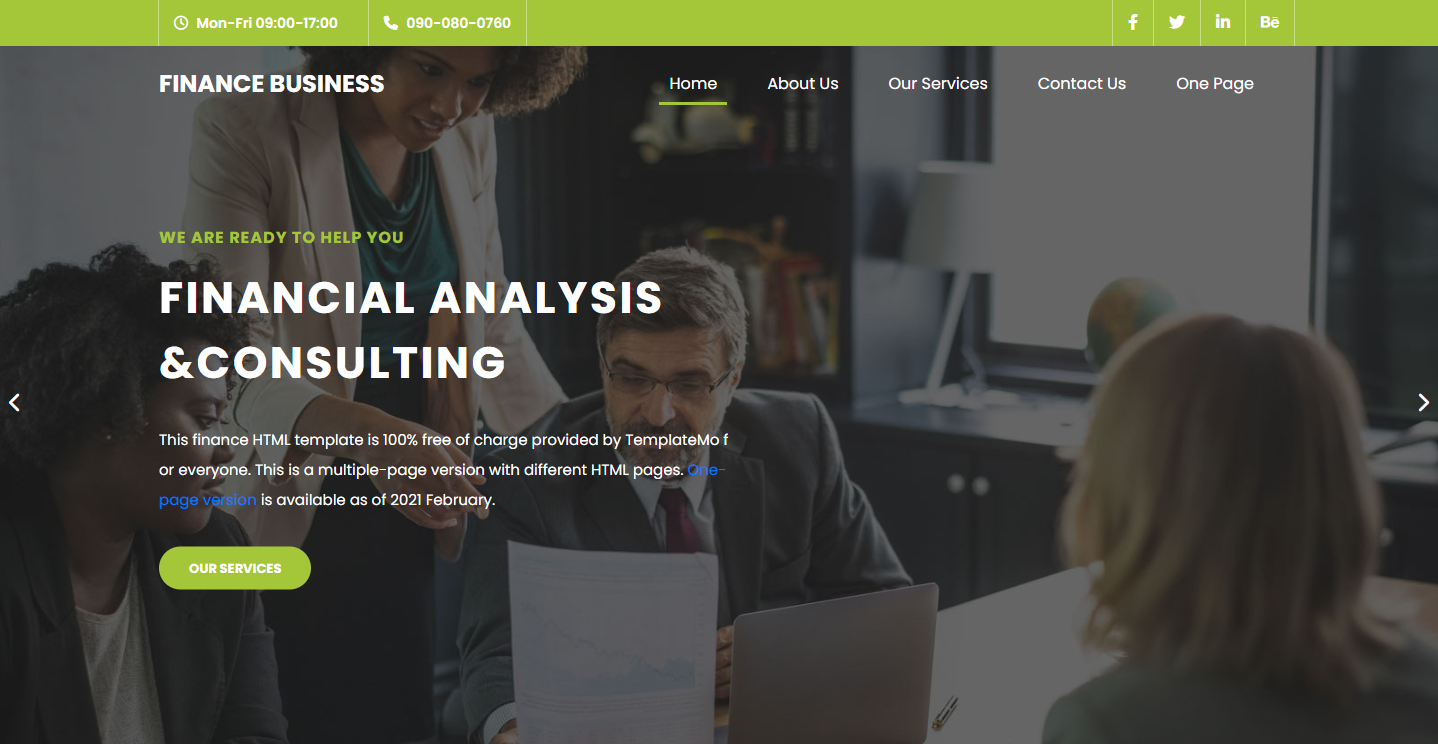 Mon-Fri 09:00-17:00 090-080-0760 Bē
FINANCE BUSINESS Home About Us Our Services Contact Us One Page
WE ARE READY TO HELP YOU
FINANCIAL ANALYSIS
&CONSULTING
This finance HTML template is 100% free of charge provided by TemplateMo f
or everyone. This is a multiple-page version with different HTML pages. One-
page version is available as of 2021 February.
OUR SERVICES